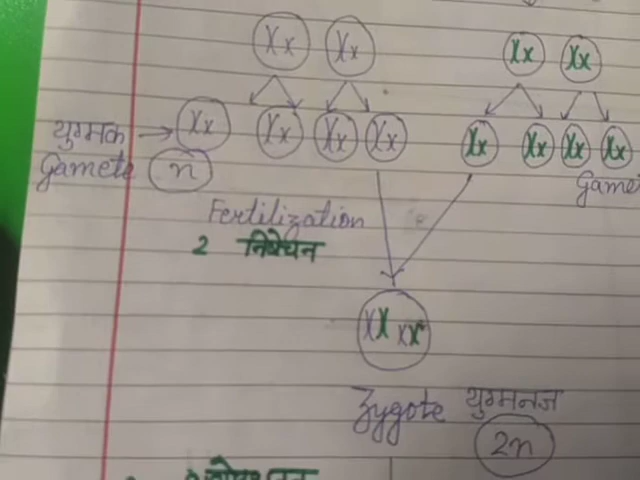 Xx Xx Xx Xx
युग्मक → Xx Xx Xx Xx Xx Xx Xx Xx
Gamete n
Fertilization
2 निषेचन
XX xx
Zygote युग्मनज
2n